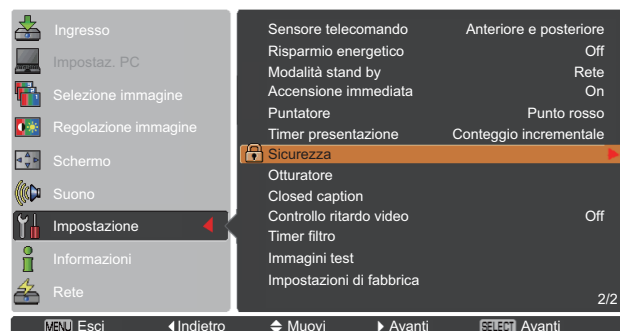 Ingresso
Impostaz. PC
Selezione immagine
Regolazione immagine
Schermo
Suono
Impostazione
Informazioni
Rete
Sensore telecomando Anteriore e posteriore
Risparmio energetico Off
Modalità stand by Rete
Accensione immediata On
Puntatore Punto rosso
Timer presentazione Conteggio incrementale
Sicurezza
Otturatore
Closed caption
Controllo ritardo video Off
Timer filtro
Immagini test
Impostazioni di fabbrica
2/2
MENU Esci Indietro Muovi Avanti SELECT Avanti